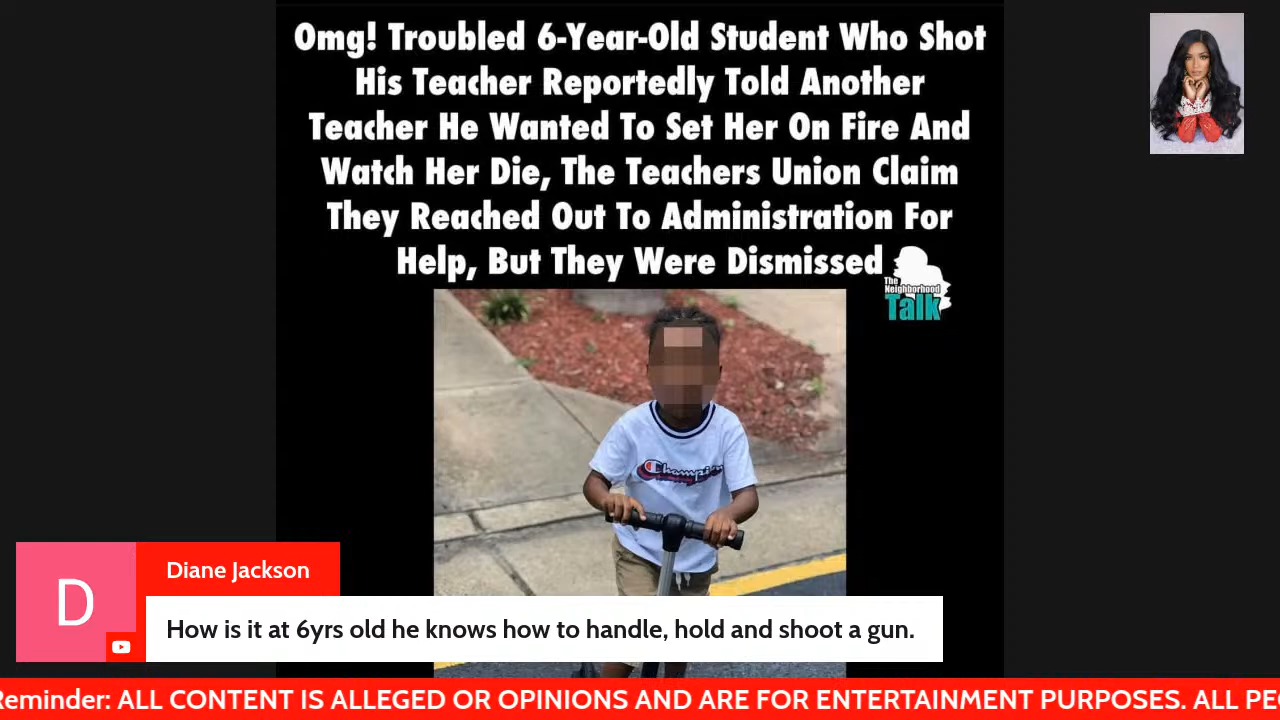 Omg! Troubled 6-Year-Old Student Who Shot
His Teacher Reportedly Told Another
Teacher He Wanted To Set Her On Fire And
Watch Her Die, The Teachers Union Claim
They Reached Out To Administration For
Help, But They Were Dismissed
The
Neighborhood
Talk
Champion
D
Diane Jackson
How is it at 6yrs old he knows how to handle, hold and shoot a gun.
Reminder: ALL CONTENT IS ALLEGED OR OPINIONS AND ARE FOR ENTERTAINMENT PURPOSES. ALL PE